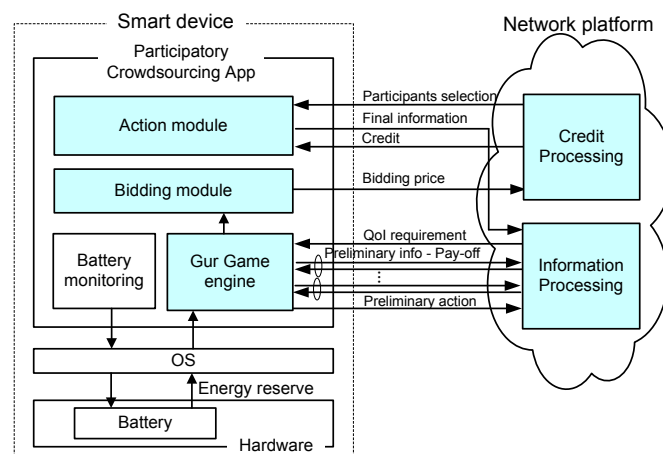 Smart device
Network platform
Participatory
Crowdsourcing App
Action module
Bidding module
Battery
monitoring
Gur Game
engine
OS
Energy reserve
Battery
Hardware
Participants selection
Final information
Credit
Bidding price
QoI requirement
Preliminary info - Pay-off
...
Preliminary action
Credit
Processing
Information
Processing